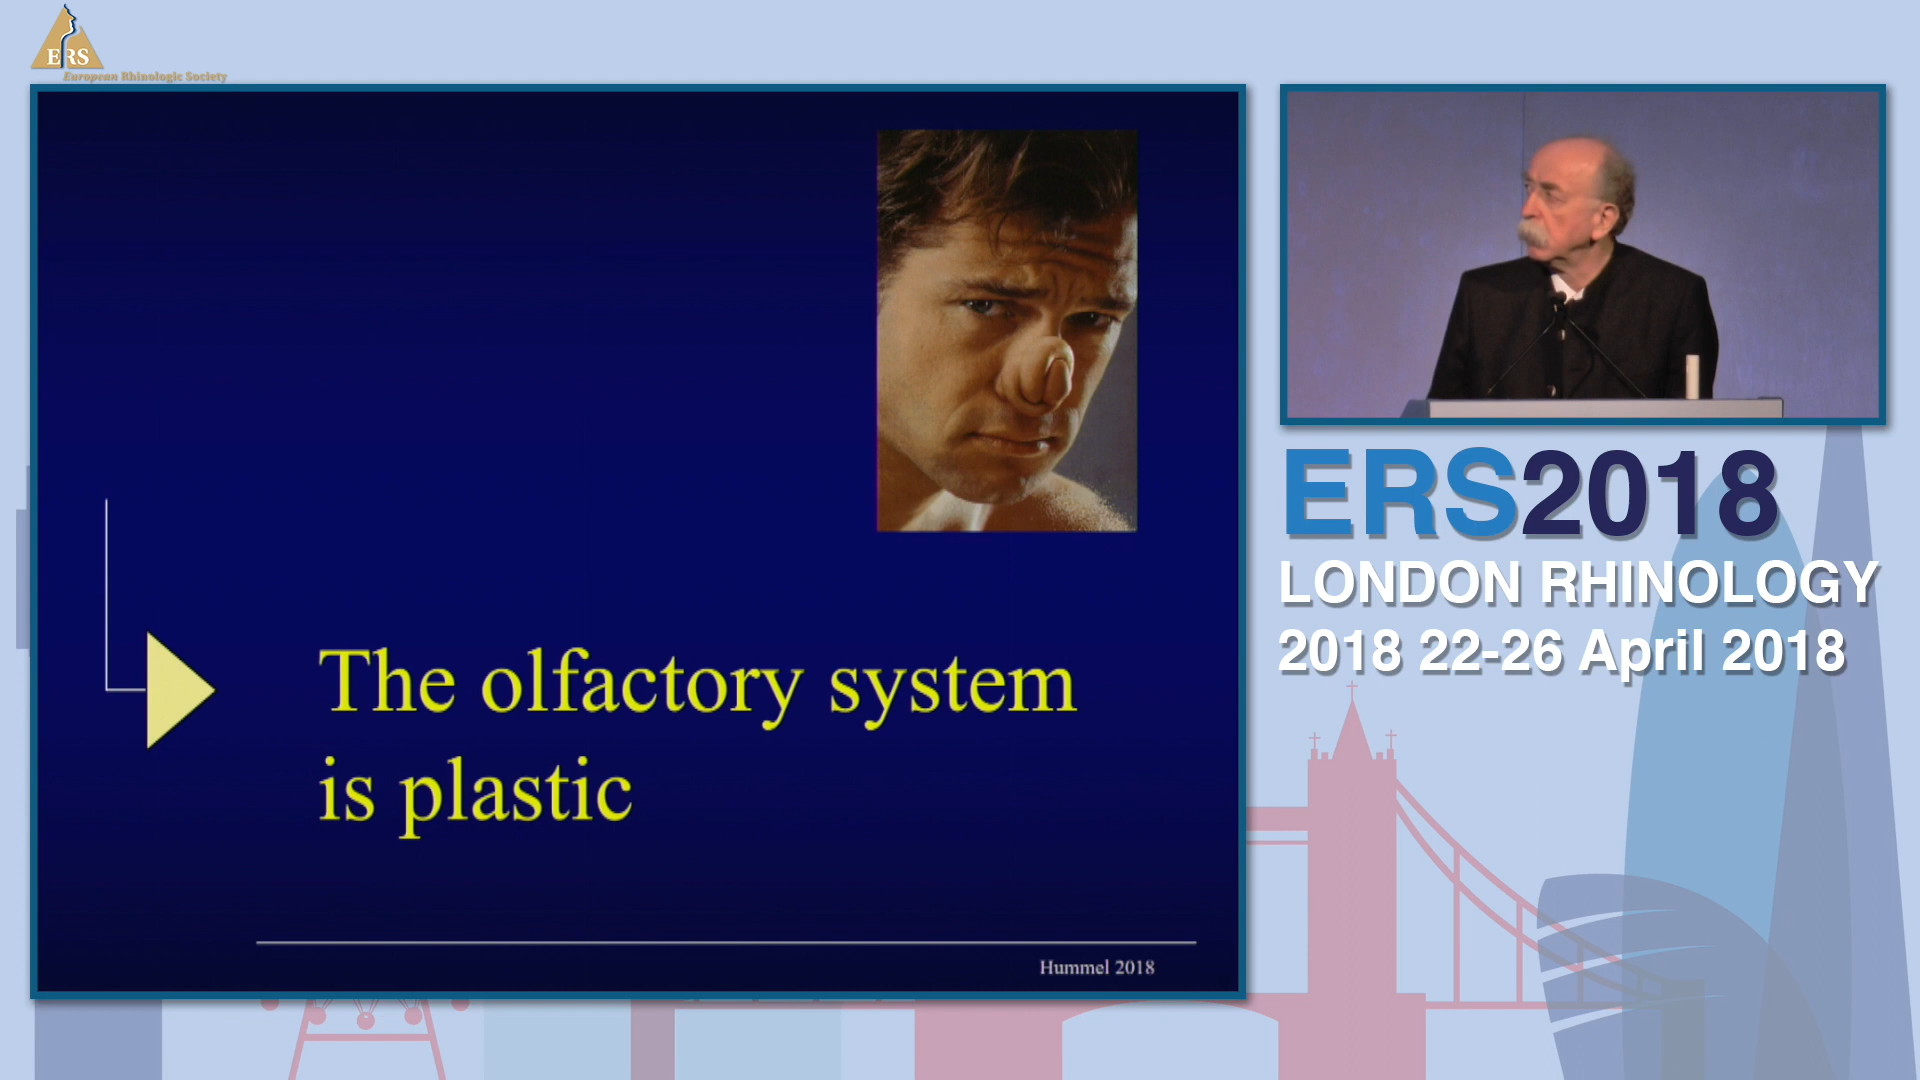 ERS
European Rhinologic Society
The olfactory system
is plastic
Hummel 2018
ERS2018
LONDON RHINOLOGY
2018 22-26 April 2018